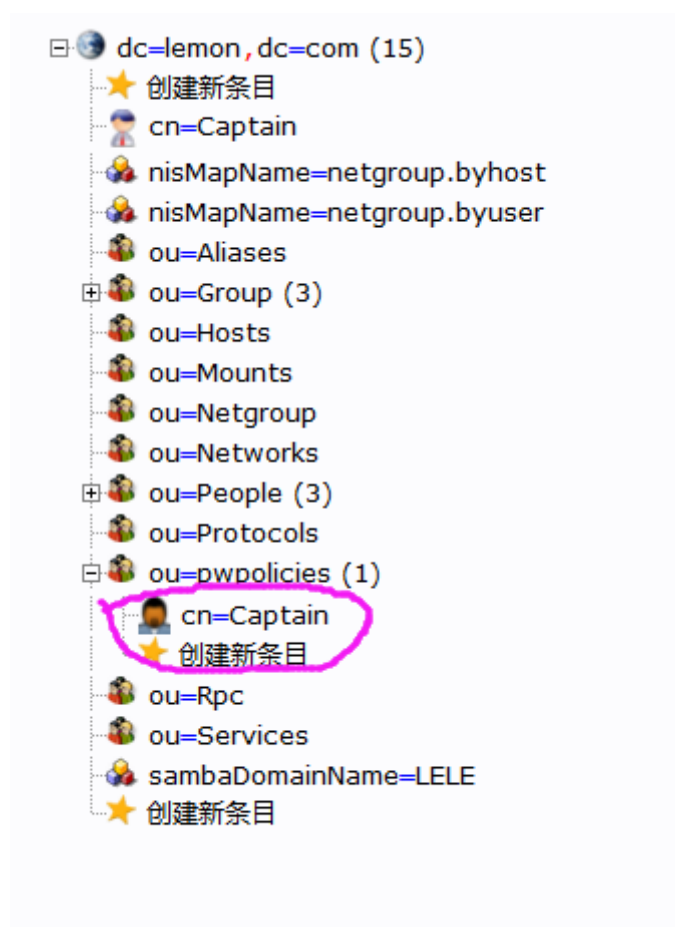 dc=lemon,dc=com (15)
创建新条目
cn=Captain
nisMapName=netgroup.byhost
nisMapName=netgroup.byuser
ou=Aliases
ou=Group (3)
ou=Hosts
ou=Mounts
ou=Netgroup
ou=Networks
ou=People (3)
ou=Protocols
ou=pwpolicies (1)
cn=Captain
创建新条目
ou=Rpc
ou=Services
sambaDomainName=LELE
创建新条目